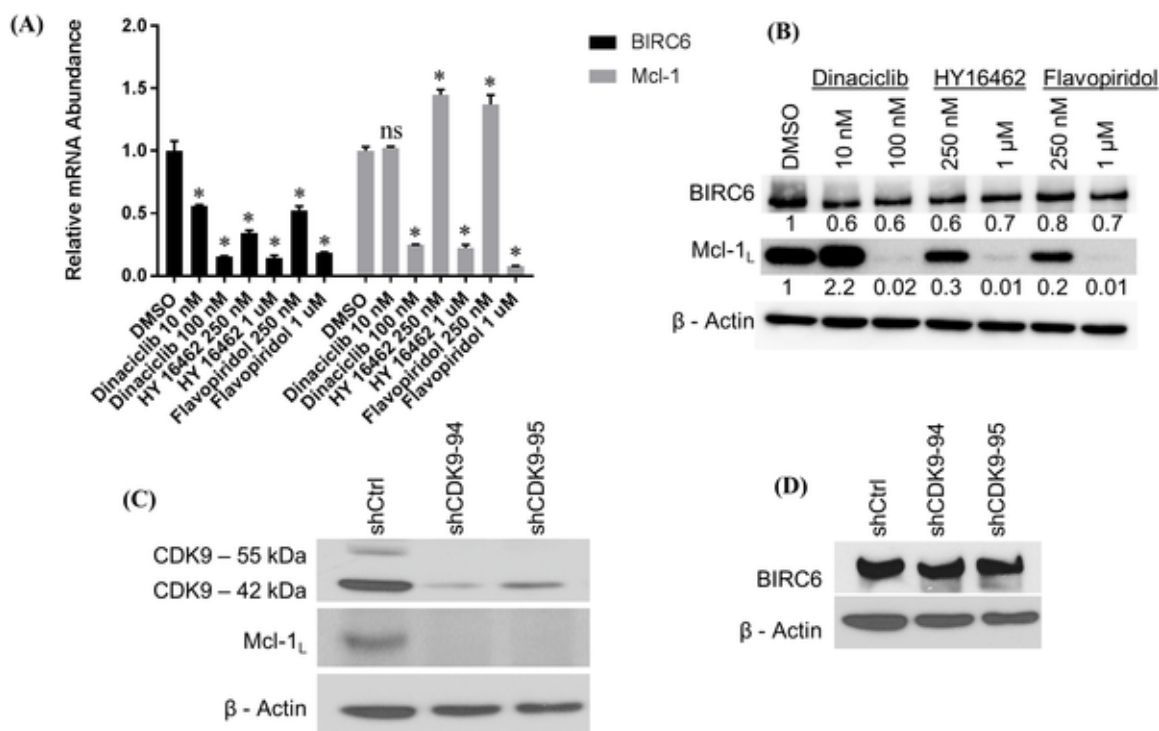 (A)
Relative mRNA Abundance
2.0
1.5
1.0
0.5
0.0
* * * * * *
ns * * * * *
DMSO
Dinaciclib 10 nM
Dinaciclib 100 nM
HY 16462 250 nM
HY 16462 1 uM
Flavopiridol 250 nM
Flavopiridol 1 uM
DMSO
Dinaciclib 10 nM
Dinaciclib 100 nM
HY 16462 250 nM
HY 16462 1 uM
Flavopiridol 250 nM
Flavopiridol 1 uM
BIRC6
Mcl-1
(B)
Dinaciclib HY16462 Flavopiridol
DMSO 10 nM 100 nM 250 nM 1 µM 250 nM 1 µM
BIRC6
1 0.6 0.6 0.6 0.7 0.8 0.7
Mcl-1L
1 2.2 0.02 0.3 0.01 0.2 0.01
β - Actin
(C)
shCtrl shCDK9-94 shCDK9-95
CDK9 – 55 kDa
CDK9 – 42 kDa
Mcl-1L
β - Actin
(D)
shCtrl shCDK9-94 shCDK9-95
BIRC6
β - Actin